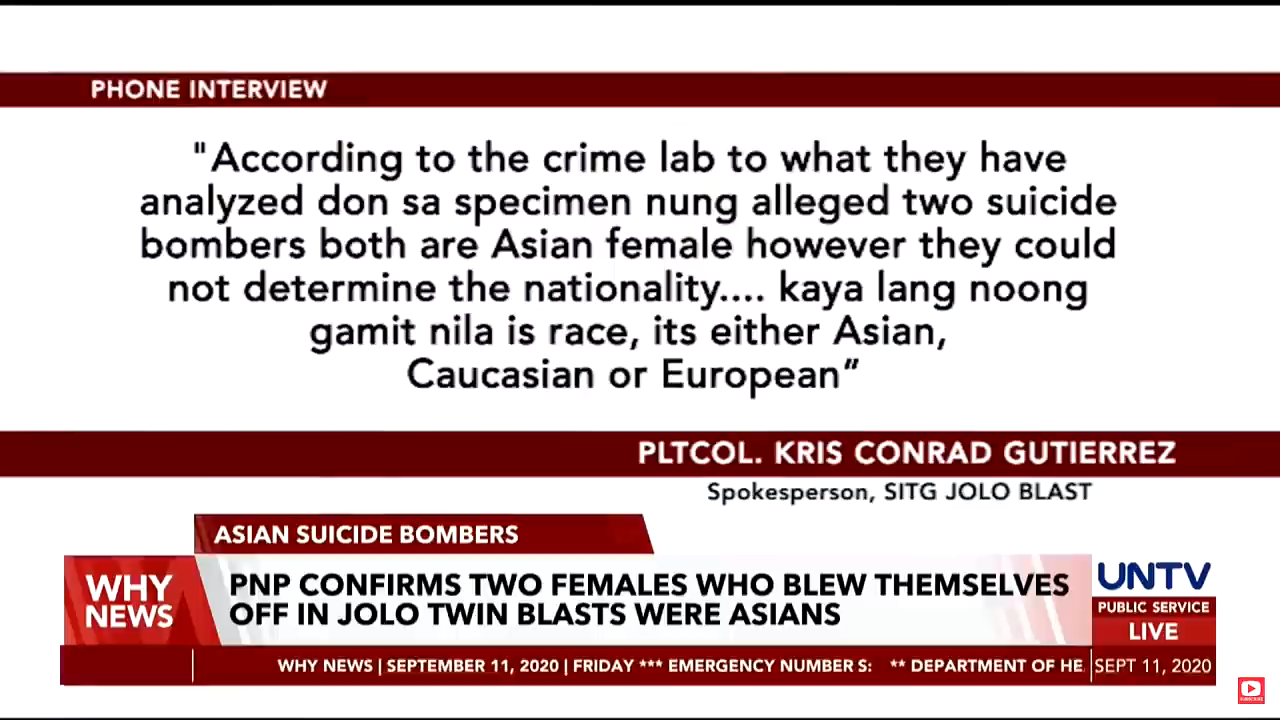 PHONE INTERVIEW
"According to the crime lab to what they have
analyzed don sa specimen nung alleged two suicide
bombers both are Asian female however they could
not determine the nationality.... kaya lang noong
gamit nila is race, its either Asian,
Caucasian or European”
PLTCOL. KRIS CONRAD GUTIERREZ
Spokesperson, SITG JOLO BLAST
ASIAN SUICIDE BOMBERS
WHY
NEWS
PNP CONFIRMS TWO FEMALES WHO BLEW THEMSELVES
OFF IN JOLO TWIN BLASTS WERE ASIANS
UNTV
PUBLIC SERVICE
LIVE
WHY NEWS | SEPTEMBER 11, 2020 | FRIDAY *** EMERGENCY NUMBER S: ** DEPARTMENT OF HE
SEPT 11, 2020
SUBSCRIBE